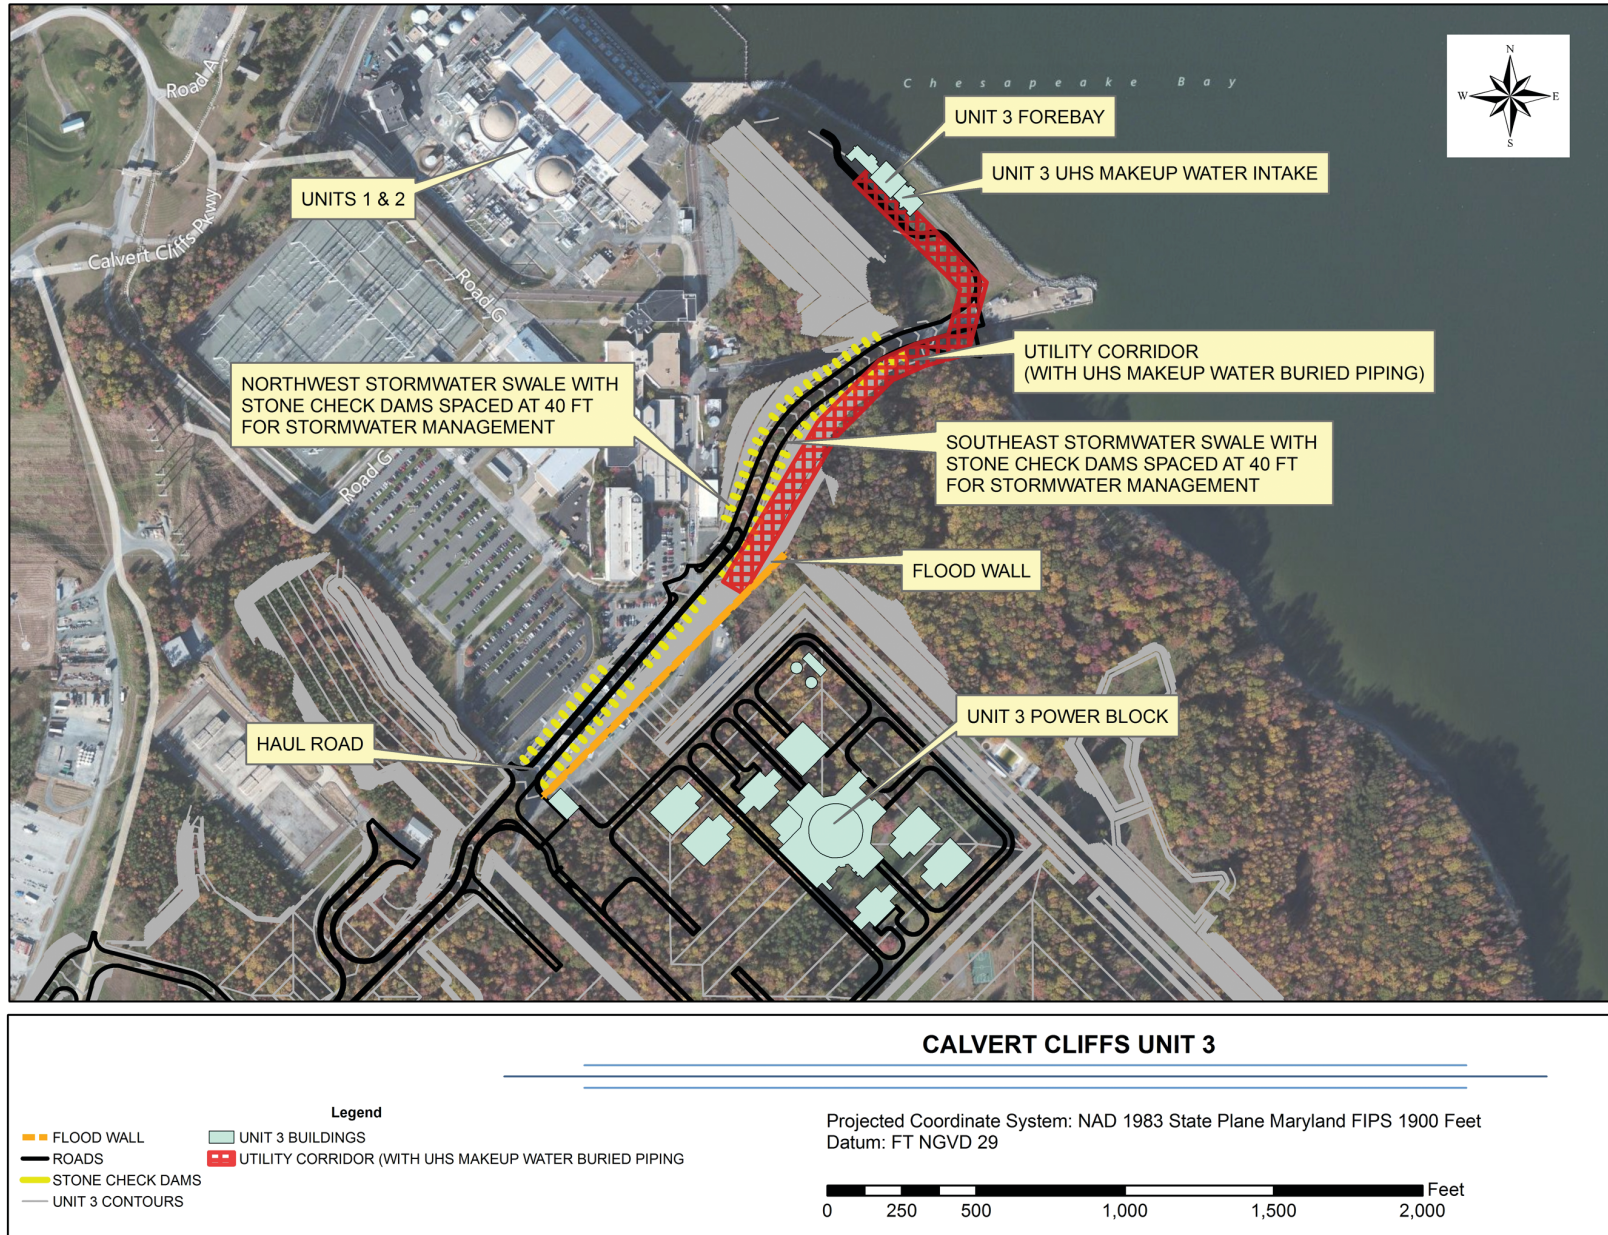 Chesapeake Bay
N
W E
S
Road A
UNIT 3 FOREBAY
UNIT 3 UHS MAKEUP WATER INTAKE
UNITS 1 & 2
Calvert Cliffs Pkwy
Road G
UTILITY CORRIDOR
(WITH UHS MAKEUP WATER BURIED PIPING)
NORTHWEST STORMWATER SWALE WITH
STONE CHECK DAMS SPACED AT 40 FT
FOR STORMWATER MANAGEMENT
SOUTHEAST STORMWATER SWALE WITH
STONE CHECK DAMS SPACED AT 40 FT
FOR STORMWATER MANAGEMENT
Road G
FLOOD WALL
UNIT 3 POWER BLOCK
HAUL ROAD
CALVERT CLIFFS UNIT 3
Legend
FLOOD WALL
ROADS
STONE CHECK DAMS
UNIT 3 CONTOURS
UNIT 3 BUILDINGS
UTILITY CORRIDOR (WITH UHS MAKEUP WATER BURIED PIPING
Projected Coordinate System: NAD 1983 State Plane Maryland FIPS 1900 Feet
Datum: FT NGVD 29
Feet
0 250 500 1,000 1,500 2,000